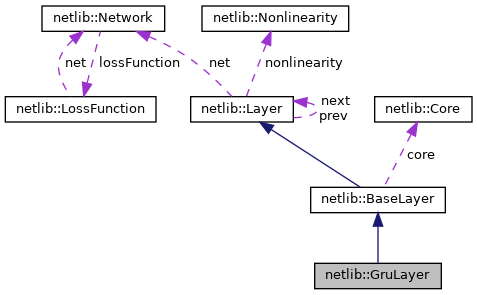 netlib::Network
netlib::Nonlinearity
net
lossFunction
net
nonlinearity
netlib::LossFunction
netlib::Layer
next
prev
netlib::Core
core
netlib::BaseLayer
netlib::GruLayer